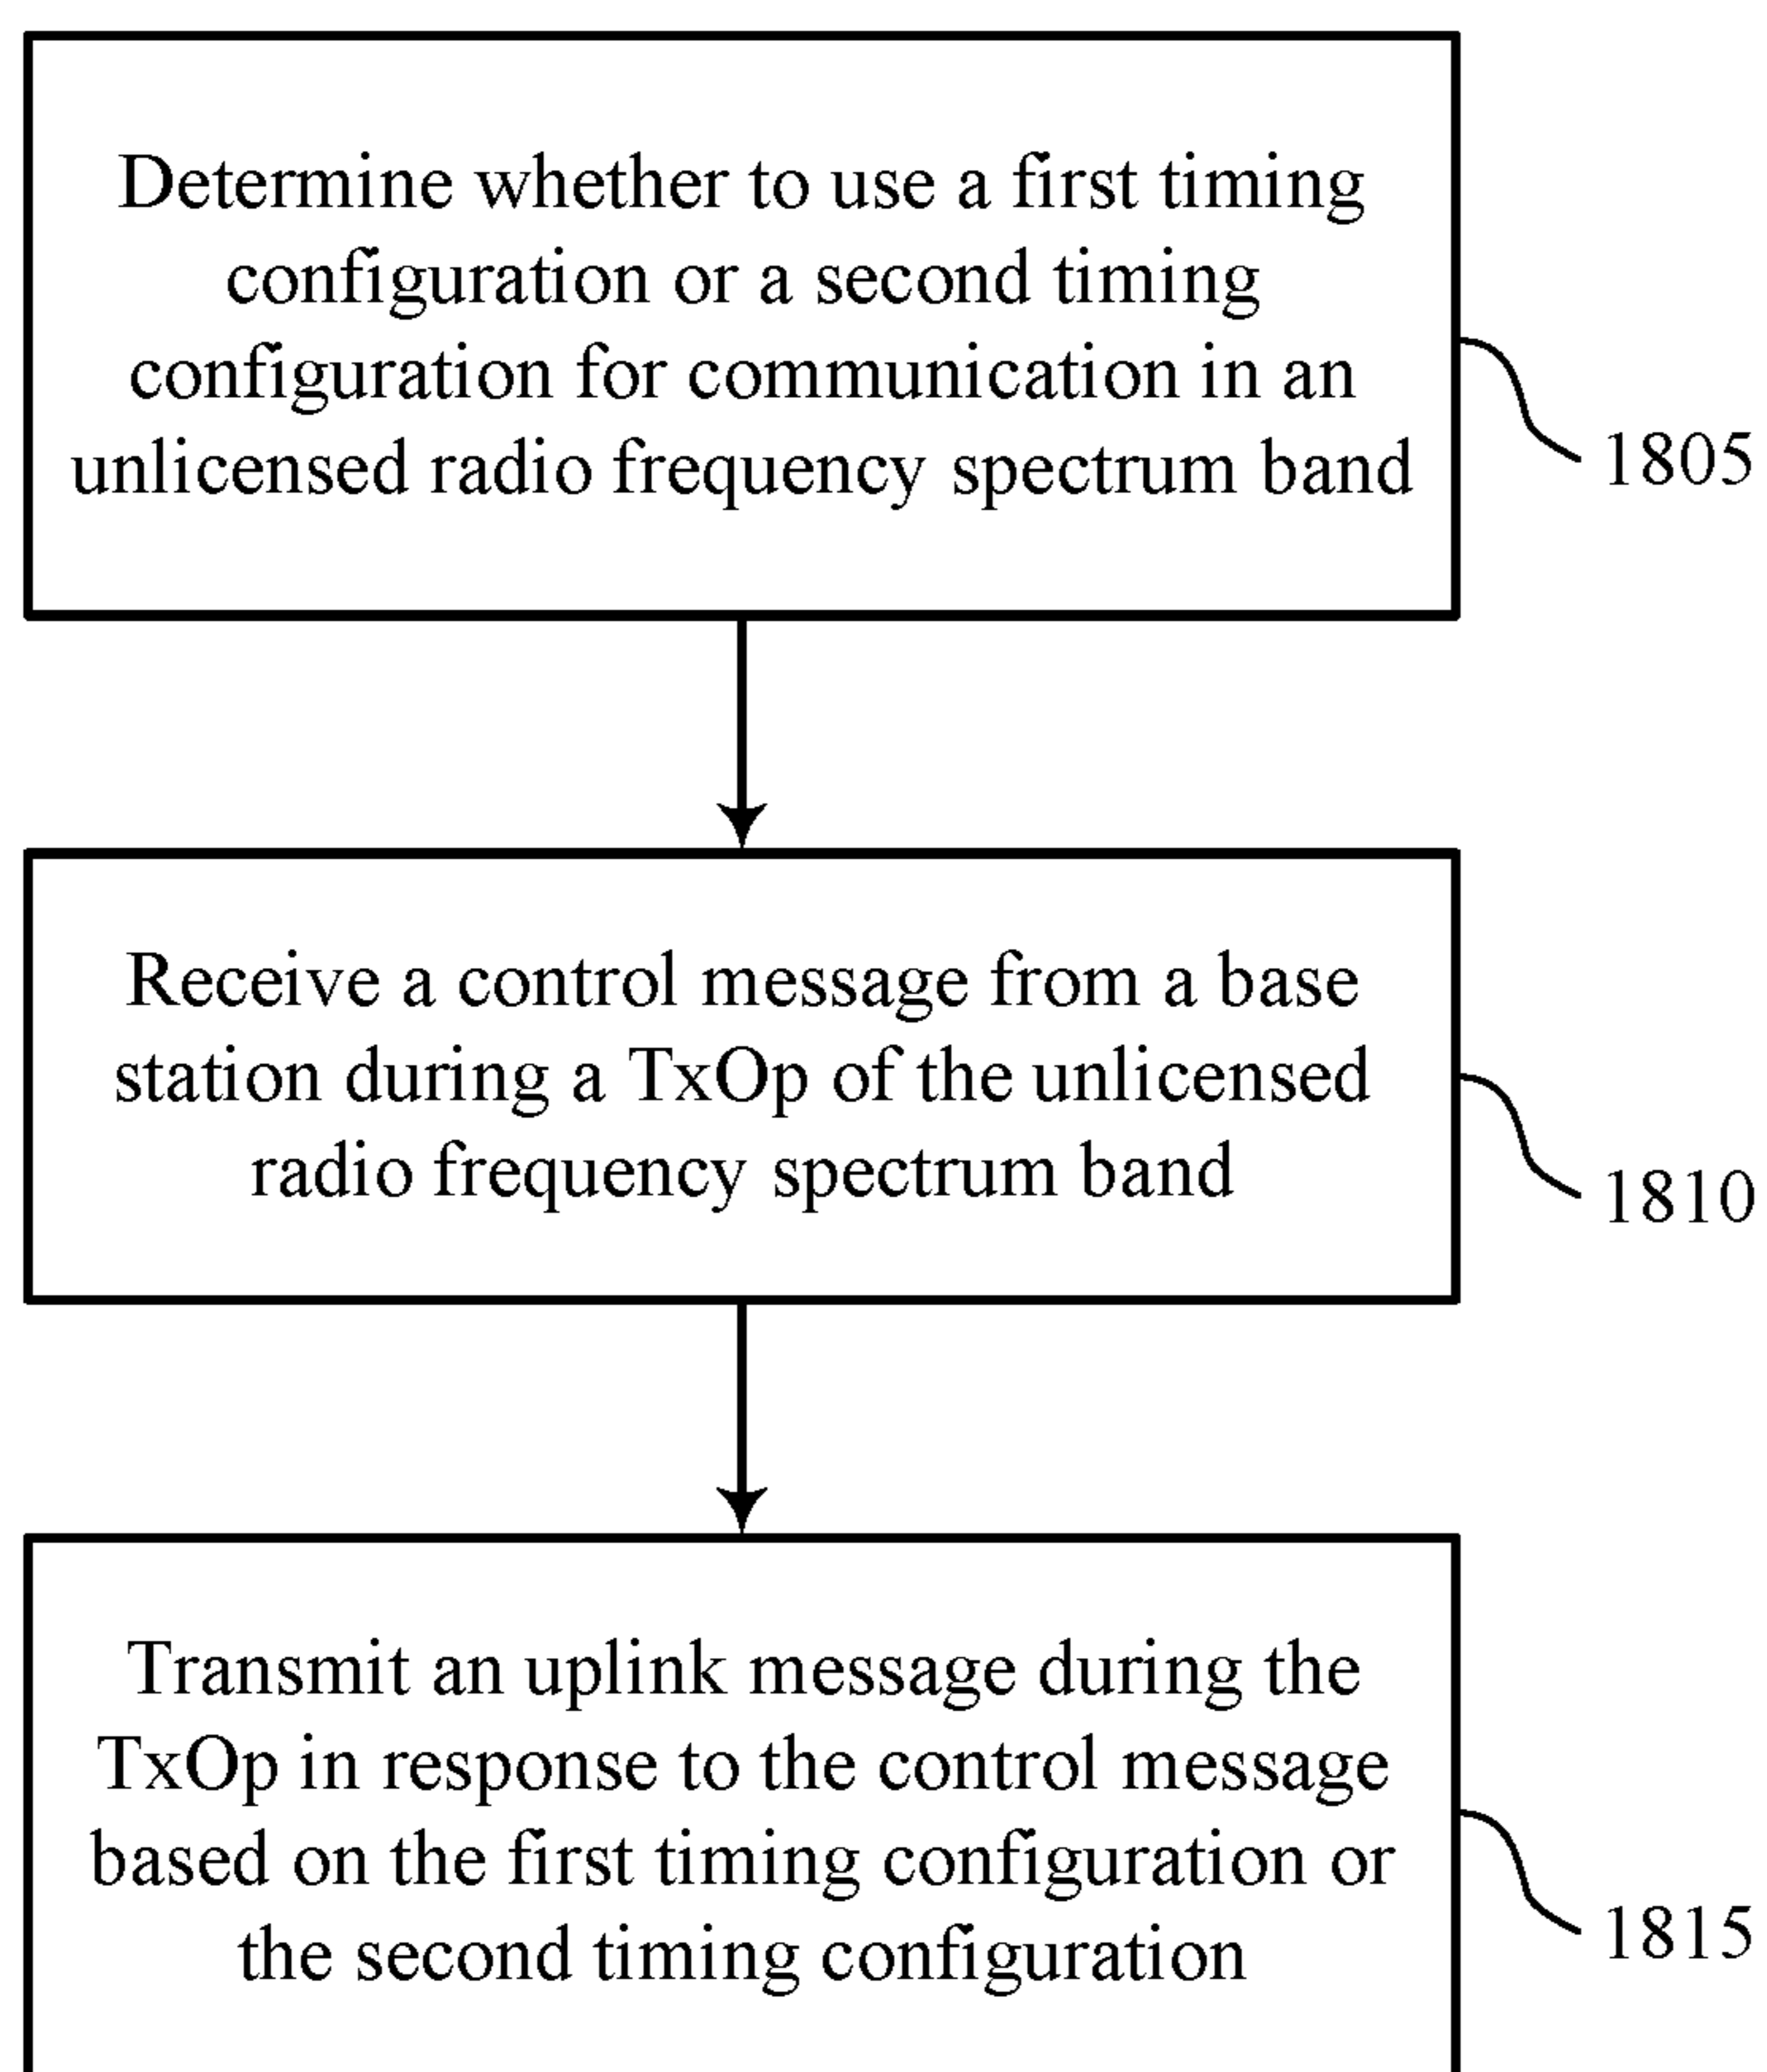 Determine whether to use a first timing
configuration or a second timing
configuration for communication in an
unlicensed radio frequency spectrum band
1805
Receive a control message from a base
station during a TxOp of the unlicensed
radio frequency spectrum band
1810
Transmit an uplink message during the
TxOp in response to the control message
based on the first timing configuration or
the second timing configuration
1815